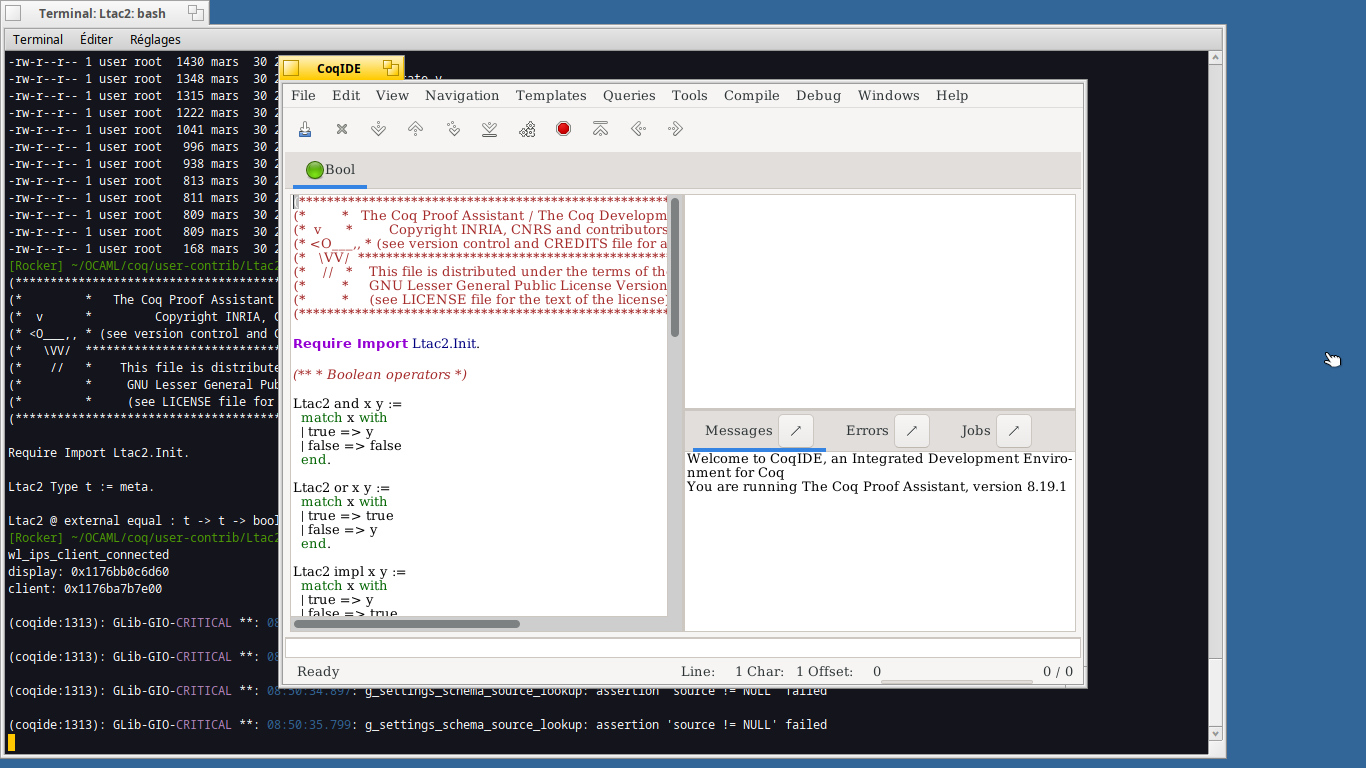 Terminal: Ltac2: bash
Terminal Éditer Réglages
-rw-r--r-- 1 user root 1430 mars 30 2
-rw-r--r-- 1 user root 1348 mars 30 2
-rw-r--r-- 1 user root 1315 mars 30 2
-rw-r--r-- 1 user root 1222 mars 30 2
-rw-r--r-- 1 user root 1041 mars 30 2
-rw-r--r-- 1 user root 996 mars 30 2
-rw-r--r-- 1 user root 938 mars 30 2
-rw-r--r-- 1 user root 813 mars 30 2
-rw-r--r-- 1 user root 811 mars 30 2
-rw-r--r-- 1 user root 809 mars 30 2
-rw-r--r-- 1 user root 809 mars 30 2
-rw-r--r-- 1 user root 168 mars 30 2
[Rocker] ~/OCAML/coq/user-contrib/Ltac2
(************************************
(* * The Coq Proof Assistant
(* v * Copyright INRIA, C
(* <O___,, * (see version control and C
(* \VV/ **************************
(* // * This file is distribute
(* * GNU Lesser General Pub
(* * (see LICENSE file for
(************************************
Require Import Ltac2.Init.
Ltac2 Type t := meta.
Ltac2 @ external equal : t -> t -> bool
[Rocker] ~/OCAML/coq/user-contrib/Ltac2
wl_ips_client_connected
display: 0x1176bb0c6d60
client: 0x1176ba7b7e00
(coqide:1313): GLib-GIO-CRITICAL **: 08
(coqide:1313): GLib-GIO-CRITICAL **: 08
(coqide:1313): GLib-GIO-CRITICAL **: 08:50:34.897: g_settings_schema_source_lookup: assertion 'source != NULL' failed
(coqide:1313): GLib-GIO-CRITICAL **: 08:50:35.799: g_settings_schema_source_lookup: assertion 'source != NULL' failed
CoqIDE
File Edit View Navigation Templates Queries Tools Compile Debug Windows Help
Bool
(*****************************************************
(* * The Coq Proof Assistant / The Coq Developm
(* v * Copyright INRIA, CNRS and contributors
(* <O___,, * (see version control and CREDITS file for a
(* \VV/ *****************************************
(* // * This file is distributed under the terms of the
(* * GNU Lesser General Public License Version
(* * (see LICENSE file for the text of the license)
(*****************************************************
Require Import Ltac2.Init.
(** * Boolean operators *)
Ltac2 and x y :=
match x with
| true => y
| false => false
end.
Ltac2 or x y :=
match x with
| true => true
| false => y
end.
Ltac2 impl x y :=
match x with
| true => y
| false => true
Messages Errors Jobs
Welcome to CoqIDE, an Integrated Development Enviro-
nment for Coq
You are running The Coq Proof Assistant, version 8.19.1
Ready Line: 1 Char: 1 Offset: 0 0 / 0